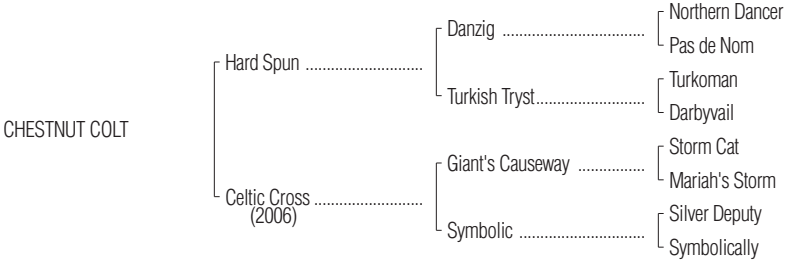 Northern Dancer
Danzig ................................
Pas de Nom
Hard Spun ..........................
Turkoman
Turkish Tryst........................
Darbyvail
CHESTNUT COLT
Storm Cat
Giant's Causeway ...............
Mariah's Storm
Celtic Cross ........................
(2006)
Silver Deputy
Symbolic ............................
Symbolically